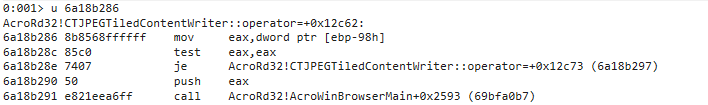 0:001> u 6a18b286
AcroRd32!CTJPEGTiledContentWriter::operator=+0x12c62:
6a18b286 8b8568ffffff    mov     eax,dword ptr [ebp-98h]
6a18b28c 85c0            test    eax,eax
6a18b28e 7407            je      AcroRd32!CTJPEGTiledContentWriter::operator=+0x12c73 (6a18b297)
6a18b290 50              push    eax
6a18b291 e821eea6ff      call    AcroRd32!AcroWinBrowserMain+0x2593 (69bfa0b7)